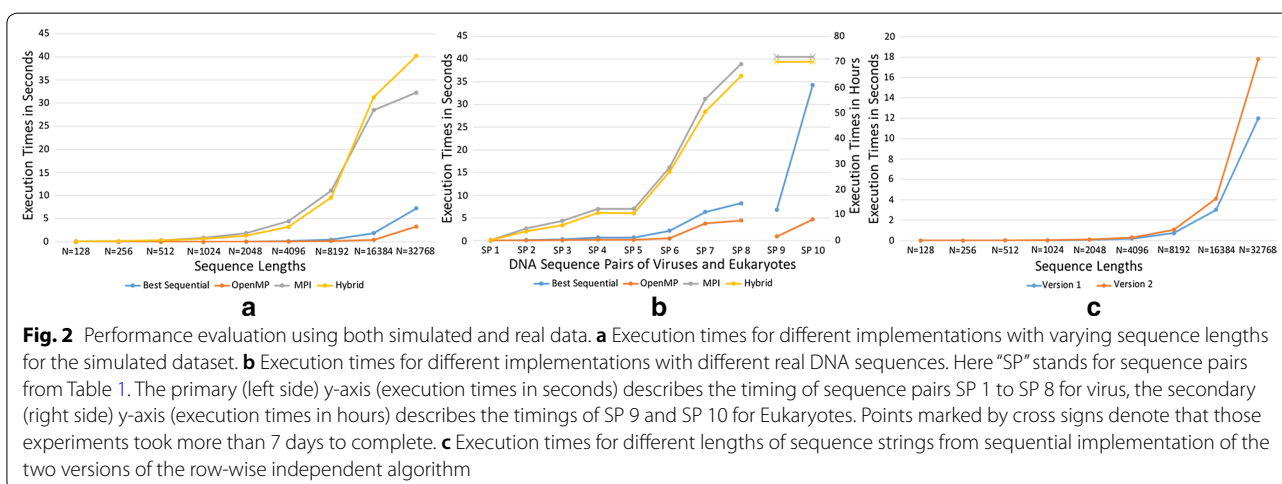 45
40
35
30
25
20
15
10
5
0
Execution Times in Seconds
N=128 N=256 N=512 N=1024 N=2048 N=4096 N=8192 N=16384 N=32768
Sequence Lengths
Best Sequential OpenMP MPI Hybrid
a
45
40
35
30
25
20
15
10
5
0
Execution Times in Seconds
80
70
60
50
40
30
20
10
0
Execution Times in Hours
SP 1 SP 2 SP 3 SP 4 SP 5 SP 6 SP 7 SP 8 SP 9 SP 10
DNA Sequence Pairs of Viruses and Eukaryotes
Best Sequential OpenMP MPI Hybrid
b
20
18
16
14
12
10
8
6
4
2
0
Execution Times in Seconds
N=128 N=256 N=512 N=1024 N=2048 N=4096 N=8192 N=16384 N=32768
Sequence Lengths
Version 1 Version 2
c
Fig. 2 Performance evaluation using both simulated and real data. a Execution times for different implementations with varying sequence lengths
for the simulated dataset. b Execution times for different implementations with different real DNA sequences. Here “SP” stands for sequence pairs
from Table 1. The primary (left side) y-axis (execution times in seconds) describes the timing of sequence pairs SP 1 to SP 8 for virus, the secondary
(right side) y-axis (execution times in hours) describes the timings of SP 9 and SP 10 for Eukaryotes. Points marked by cross signs denote that those
experiments took more than 7 days to complete. c Execution times for different lengths of sequence strings from sequential implementation of the
two versions of the row-wise independent algorithm